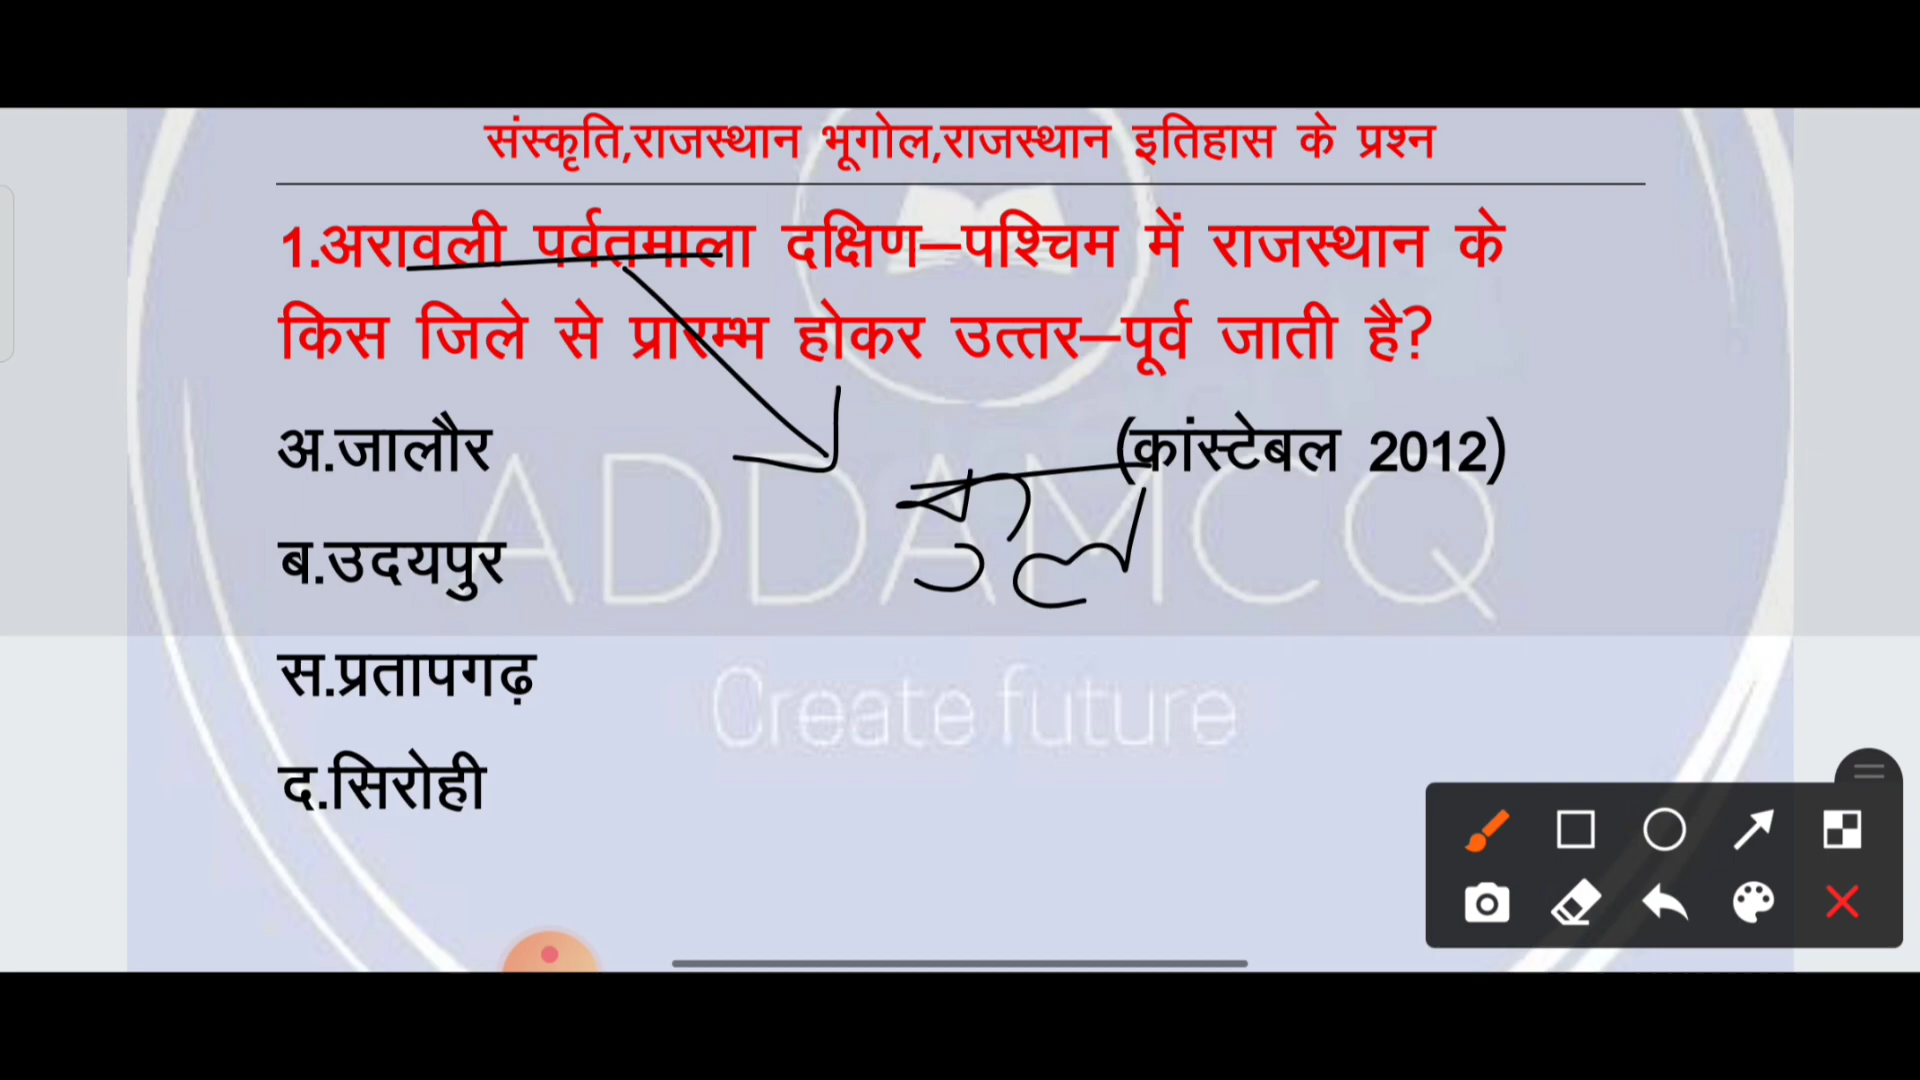 संस्कृति,राजस्थान भूगोल,राजस्थान इतिहास के प्रश्न
1.अरावली पर्वतमाला दक्षिण–पश्चिम में राजस्थान के
किस जिले से प्रारम्भ होकर उत्तर–पूर्व जाती है?
अ.जालौर
(कांस्टेबल 2012)
ब.उदयपुर
स.प्रतापगढ़
द.सिरोही
ADDAMCQ
Create future